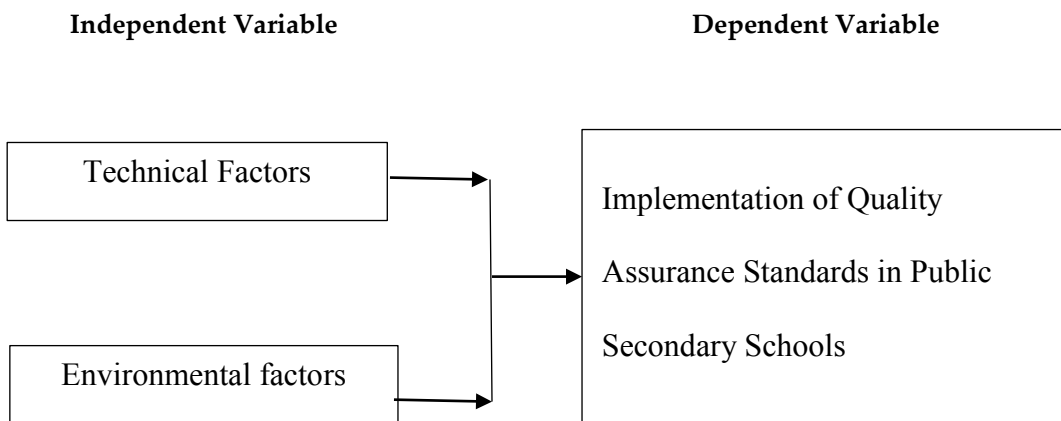 Independent Variable
Dependent Variable
Technical Factors
Environmental factors
Implementation of Quality
Assurance Standards in Public
Secondary Schools